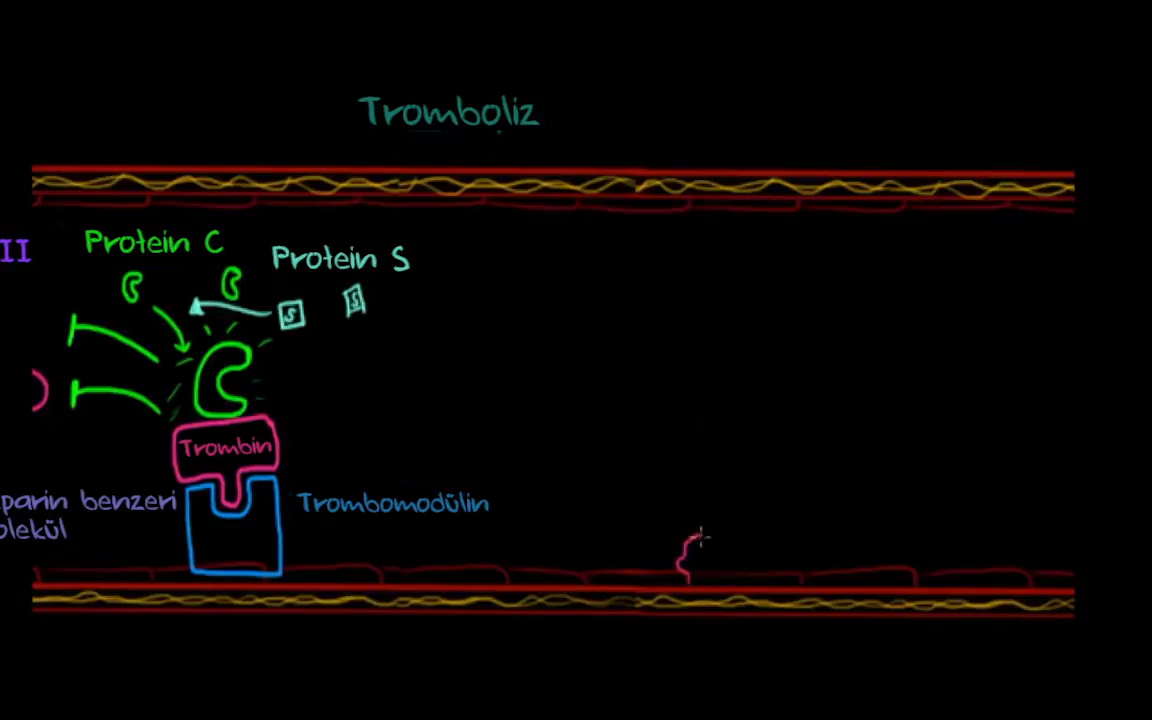 Tromboliz
II
Protein C
Protein S
S
S
Trombin
parin benzeri
olekül
Trombomodülin